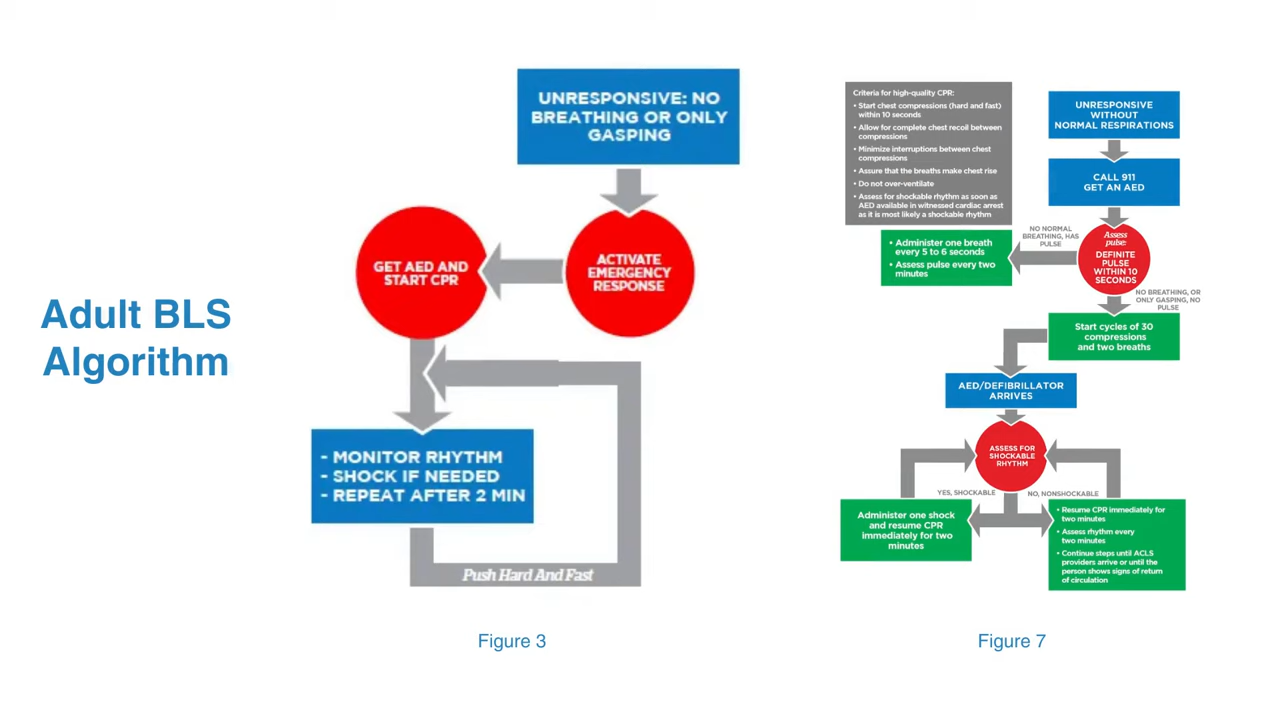 Adult BLS
Algorithm
UNRESPONSIVE: NO
BREATHING OR ONLY
GASPING
ACTIVATE
EMERGENCY
RESPONSE
GET AED AND
START CPR
- MONITOR RHYTHM
- SHOCK IF NEEDED
- REPEAT AFTER 2 MIN
Push Hard And Fast
Figure 3
Criteria for high-quality CPR:
• Start chest compressions (hard and fast)
within 10 seconds
• Allow for complete chest recoil between
compressions
• Minimize interruptions between chest
compressions
• Assure that the breaths make chest rise
• Do not over-ventilate
• Assess for shockable rhythm as soon as
AED available in witnessed cardiac arrest
as it is most likely a shockable rhythm
UNRESPONSIVE
WITHOUT
NORMAL RESPIRATIONS
CALL 911
GET AN AED
Assess
pulse:
DEFINITE
PULSE
WITHIN 10
SECONDS
NO NORMAL
BREATHING, HAS
PULSE
• Administer one breath
every 5 to 6 seconds
• Assess pulse every two
minutes
NO BREATHING, OR
ONLY GASPING, NO
PULSE
Start cycles of 30
compressions
and two breaths
AED/DEFIBRILLATOR
ARRIVES
ASSESS FOR
SHOCKABLE
RHYTHM
YES, SHOCKABLE
NO, NONSHOCKABLE
Administer one shock
and resume CPR
immediately for two
minutes
• Resume CPR immediately for
two minutes
• Assess rhythm every
two minutes
• Continue steps until ACLS
providers arrive or until the
person shows signs of return
of circulation
Figure 7